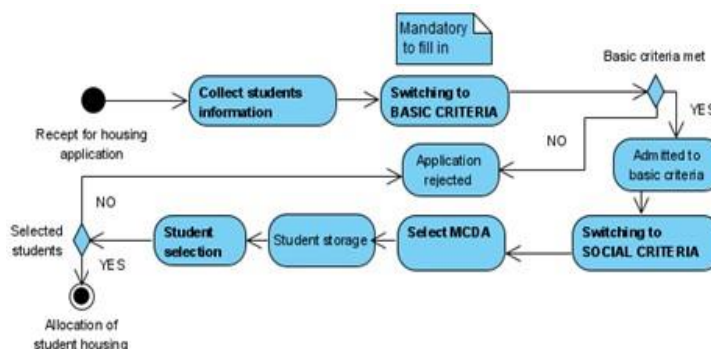 Mandatory
to fill in
Basic criteria met
Collect students
information
Switching to
BASIC CRITERIA
YES
Recept for housing
application
NO
Application
rejected
Admitted to
basic criteria
NO
Selected
students
Student
selection
Student storage
Select MCDA
Switching to
SOCIAL CRITERIA
YES
Allocation of
student housing